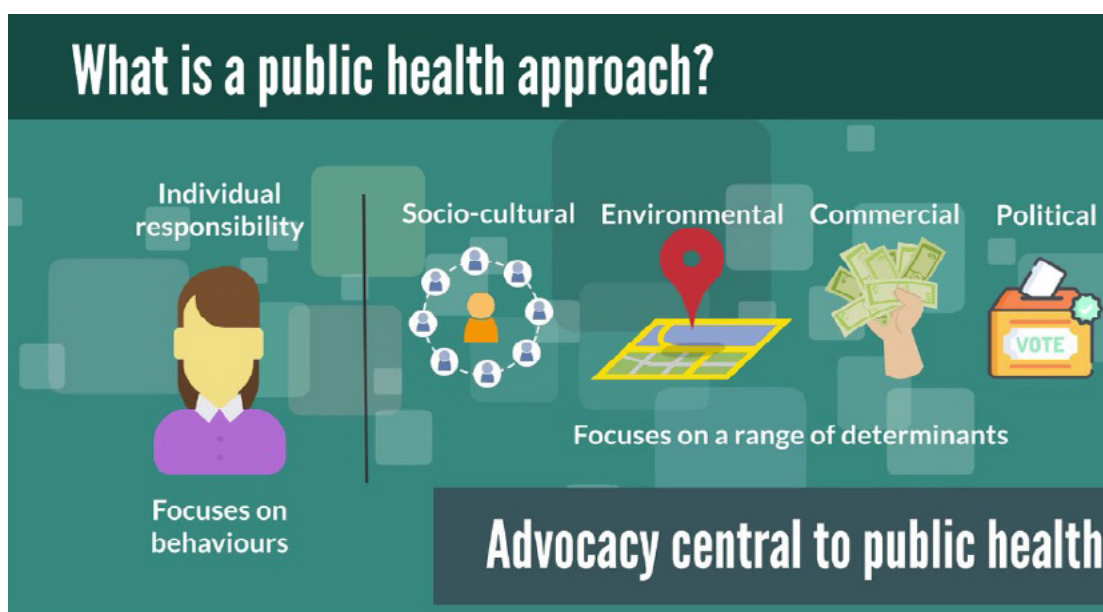 What is a public health approach?
Individual
responsibility
Socio-cultural
Environmental
Commercial
Political
VOTE
Focuses on a range of determinants
Focuses on
behaviours
Advocacy central to public health